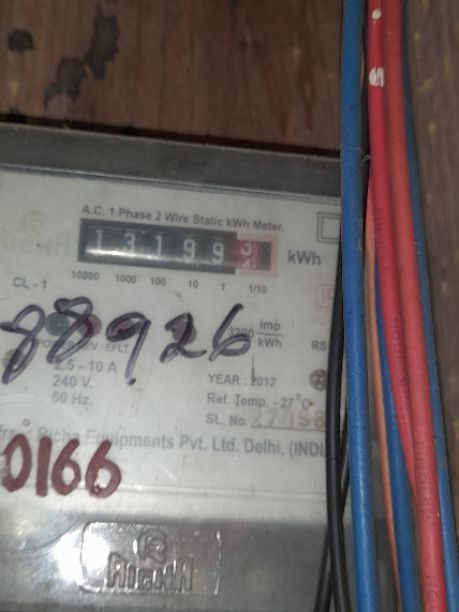 A.C. 1 Phase 2 Wire Static kWh Meter.
13199 kWh
CL-1 10000 1000 100 10 1 1/10
88926
3200 Imp/kWh
EFLT
2.5 - 10 A
240 V.
50 Hz.
YEAR : 2012
Ref. Temp. - 27°C
SL. No.
Equipments Pvt. Ltd. Delhi,
0166
RICHA